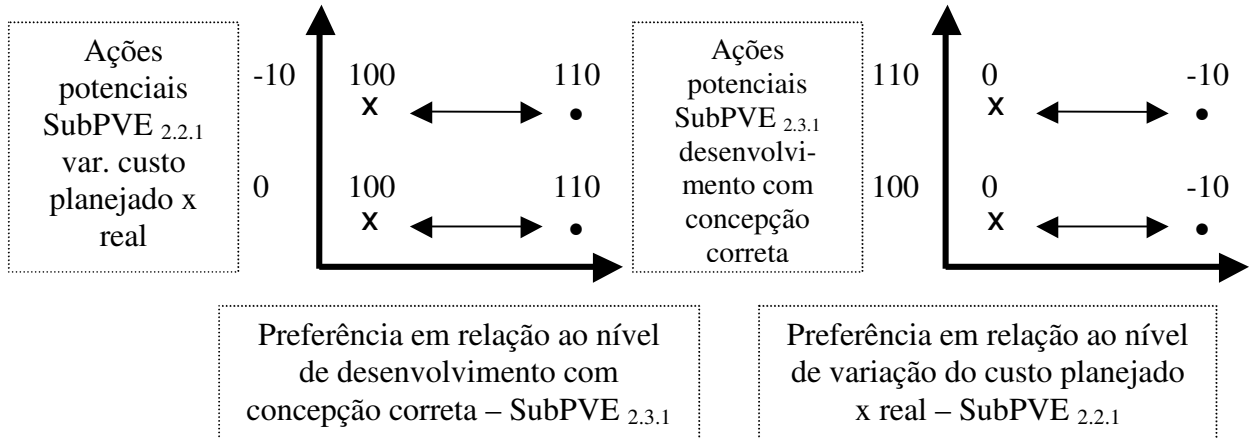 Ações
potenciais
SubPVE 2.2.1
var. custo
planejado x
real
-10 100 110
x •
0 100 110
x •
Ações
potenciais
SubPVE 2.3.1
desenvolvi-
mento com
concepção
correta
110 0 -10
x •
100 0 -10
x •
Preferência em relação ao nível
de desenvolvimento com
concepção correta – SubPVE 2.3.1
Preferência em relação ao nível
de variação do custo planejado
x real – SubPVE 2.2.1